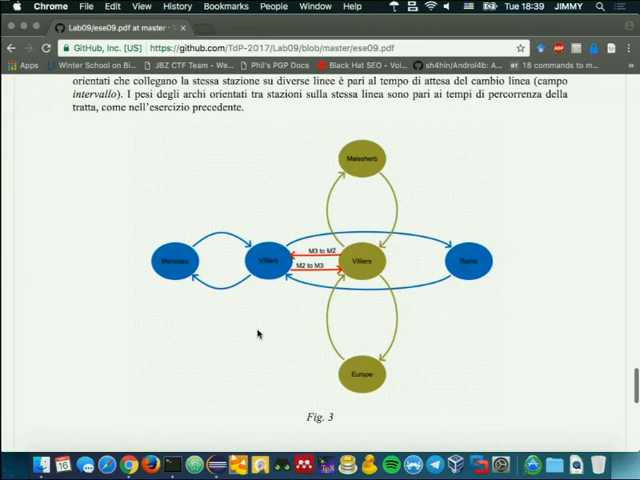 Chrome File Edit View History Bookmarks Window Help Tue 18:39 JIMMY
Lab09/ese09.pdf at master ·
GitHub, Inc. [US] https://github.com/TdP-2017/Lab09/blob/master/ese09.pdf
Apps Winter School on Bin... JBZ CTF Team - We d... Phil's PGP Docs Black Hat SEO - Voi... sh4hin/Androl4b: A V... 18 commands to m...
orientati che collegano la stessa stazione su diverse linee è pari al tempo di attesa del cambio linea (campo
intervallo). I pesi degli archi orientati tra stazioni sulla stessa linea sono pari ai tempi di percorrenza della
tratta, come nell'esercizio precedente.
Malesherb
M3 to M2
Monceau Villiers Villiers Rome
M2 to M3
Europe
Fig. 3
16